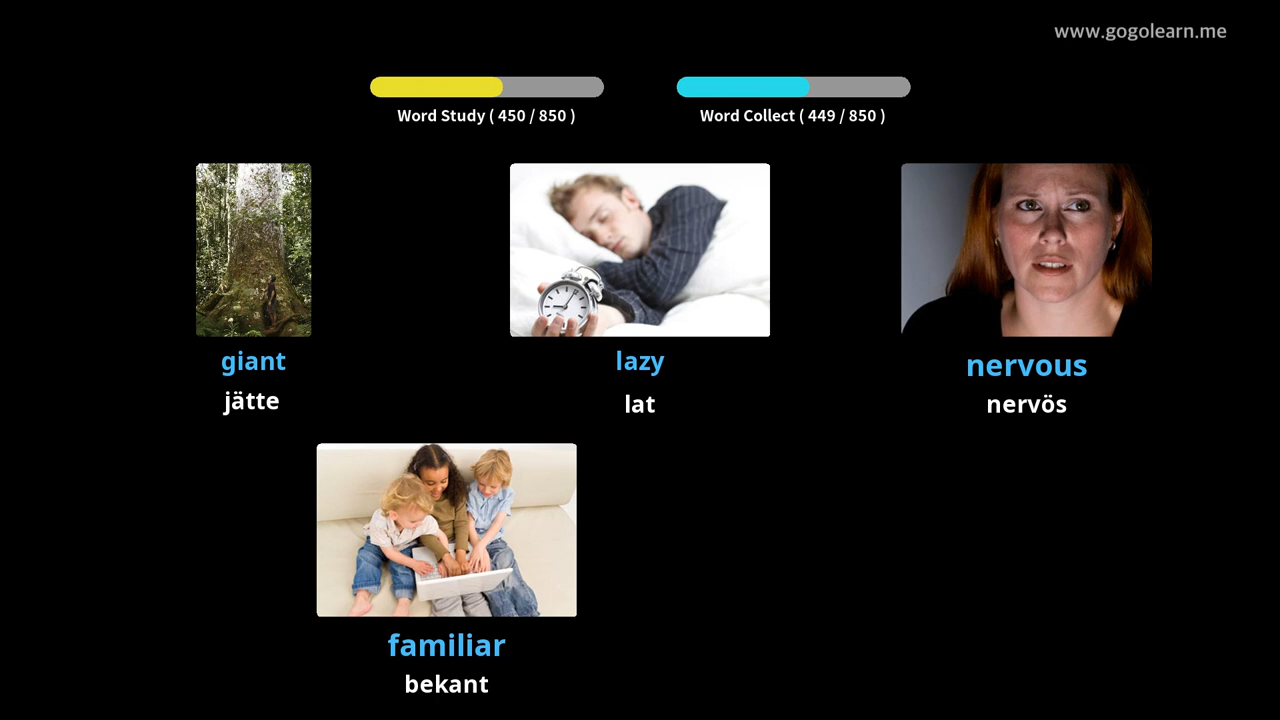 www.gogolearn.me
Word Study ( 450 / 850 )
Word Collect ( 449 / 850 )
giant
jätte
lazy
lat
nervous
nervös
familiar
bekant